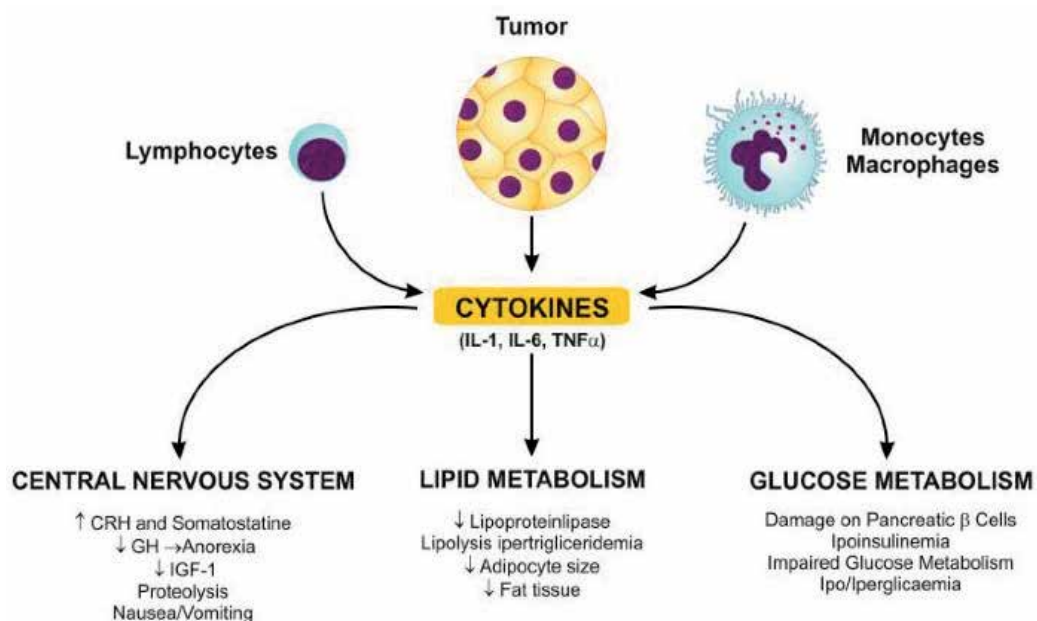 Tumor
Lymphocytes
Monocytes
Macrophages
CYTOKINES
(IL-1, IL-6, TNFα)
CENTRAL NERVOUS SYSTEM
↑ CRH and Somatostatine
↓ GH →Anorexia
↓ IGF-1
Proteolysis
Nausea/Vomiting
LIPID METABOLISM
↓ Lipoproteinlipase
Lipolysis ipertrigliceridemia
↓ Adipocyte size
↓ Fat tissue
GLUCOSE METABOLISM
Damage on Pancreatic β Cells
Ipoinsulinemia
Impaired Glucose Metabolism
Ipo/Iperglicaemia